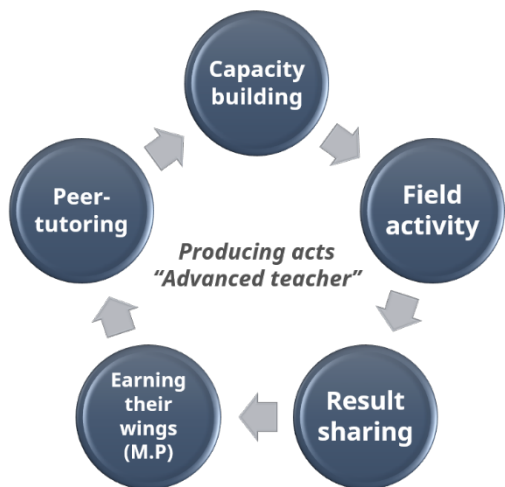 Capacity
building
Field
activity
Result
sharing
Earning
their
wings
(M.P)
Peer-
tutoring
Producing acts
“Advanced teacher”